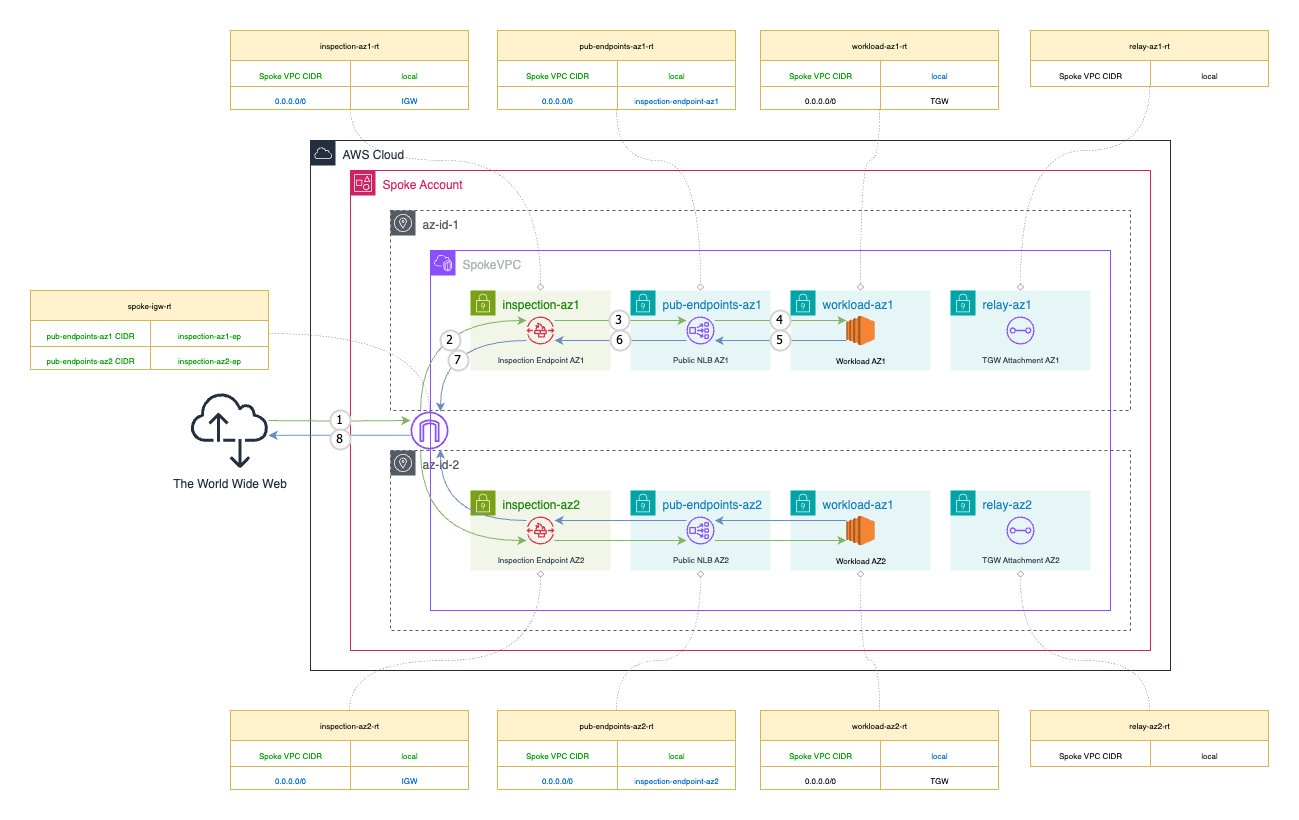 inspection-az1-rt
Spoke VPC CIDR local
0.0.0.0/0 IGW
pub-endpoints-az1-rt
Spoke VPC CIDR local
0.0.0.0/0 inspection-endpoint-az1
workload-az1-rt
Spoke VPC CIDR local
0.0.0.0/0 TGW
relay-az1-rt
Spoke VPC CIDR local
AWS Cloud
Spoke Account
az-id-1
SpokeVPC
spoke-igw-rt
pub-endpoints-az1 CIDR inspection-az1-ep
pub-endpoints-az2 CIDR inspection-az2-ep
inspection-az1
Inspection Endpoint AZ1
pub-endpoints-az1
Public NLB AZ1
workload-az1
Workload AZ1
relay-az1
TGW Attachment AZ1
2
3
4
7
6
5
1
8
The World Wide Web
az-id-2
inspection-az2
Inspection Endpoint AZ2
pub-endpoints-az2
Public NLB AZ2
workload-az1
Workload AZ2
relay-az2
TGW Attachment AZ2
inspection-az2-rt
Spoke VPC CIDR local
0.0.0.0/0 IGW
pub-endpoints-az2-rt
Spoke VPC CIDR local
0.0.0.0/0 inspection-endpoint-az2
workload-az2-rt
Spoke VPC CIDR local
0.0.0.0/0 TGW
relay-az2-rt
Spoke VPC CIDR local